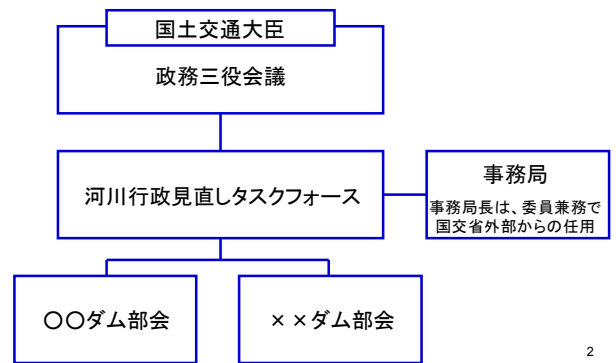 国土交通大臣
政務三役会議
河川行政見直しタスクフォース
事務局
事務局長は、委員兼務で
国交省外部からの任用
〇〇ダム部会
××ダム部会
2